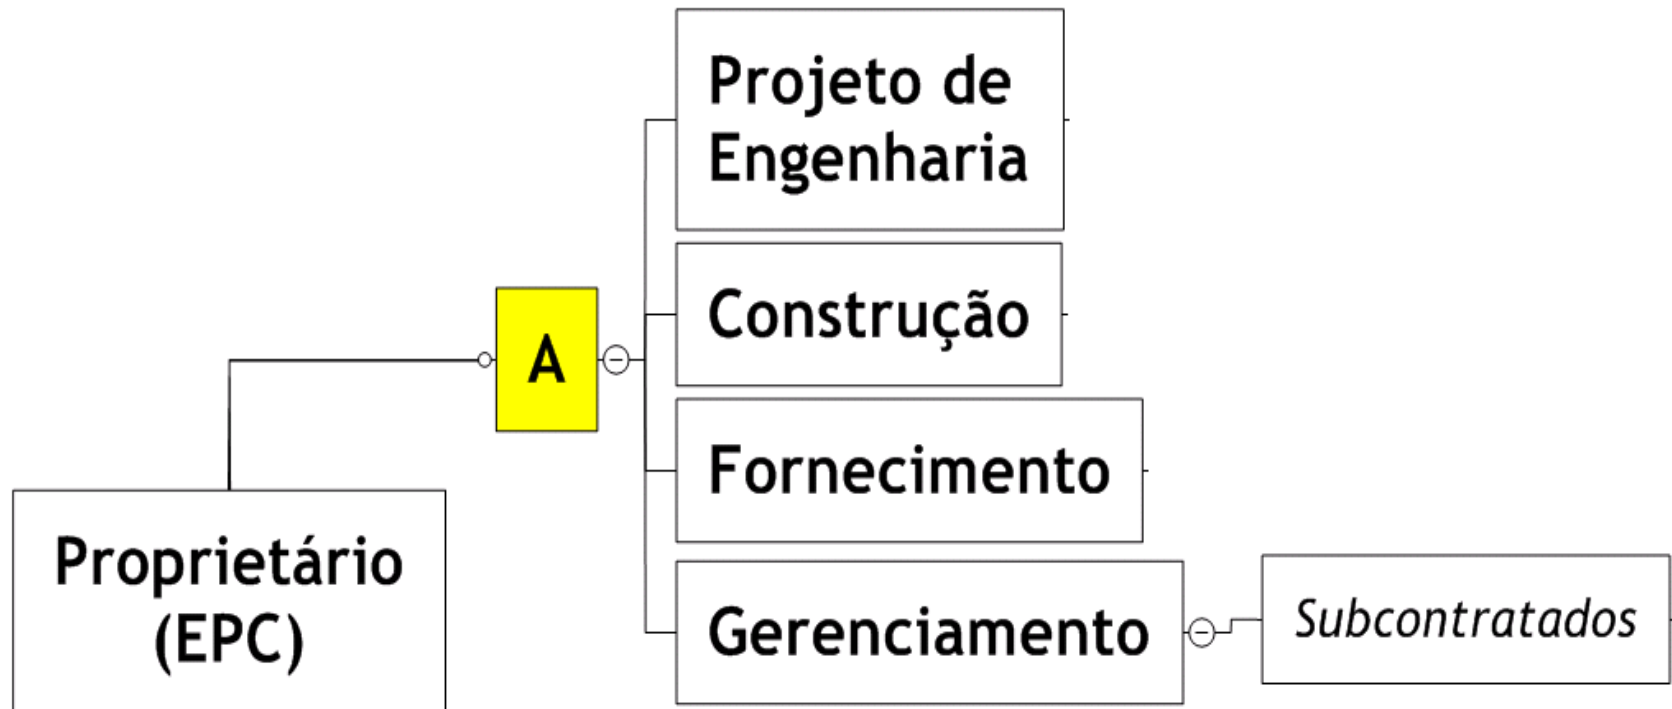 Projeto de
Engenharia
Construção
A
Fornecimento
Proprietário
(EPC)
Gerenciamento
Subcontratados